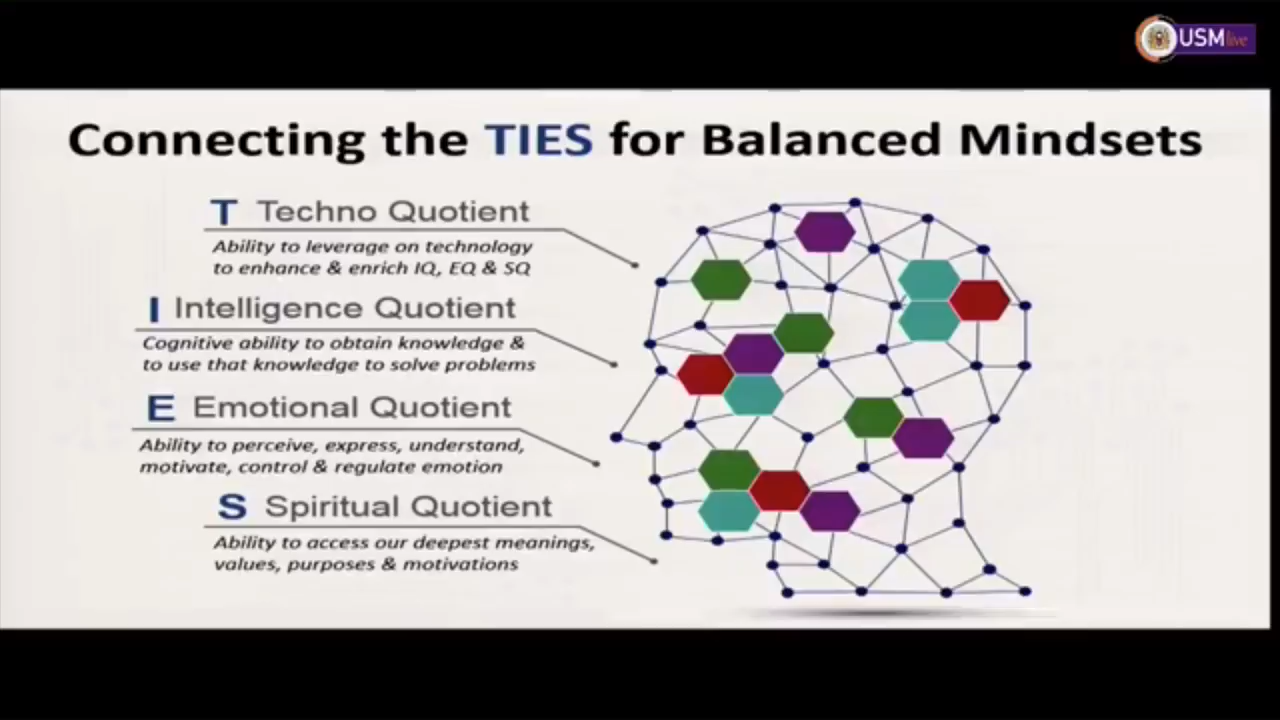 USMlive
Connecting the TIES for Balanced Mindsets
T Techno Quotient
Ability to leverage on technology
to enhance & enrich IQ, EQ & SQ
I Intelligence Quotient
Cognitive ability to obtain knowledge &
to use that knowledge to solve problems
E Emotional Quotient
Ability to perceive, express, understand,
motivate, control & regulate emotion
S Spiritual Quotient
Ability to access our deepest meanings,
values, purposes & motivations